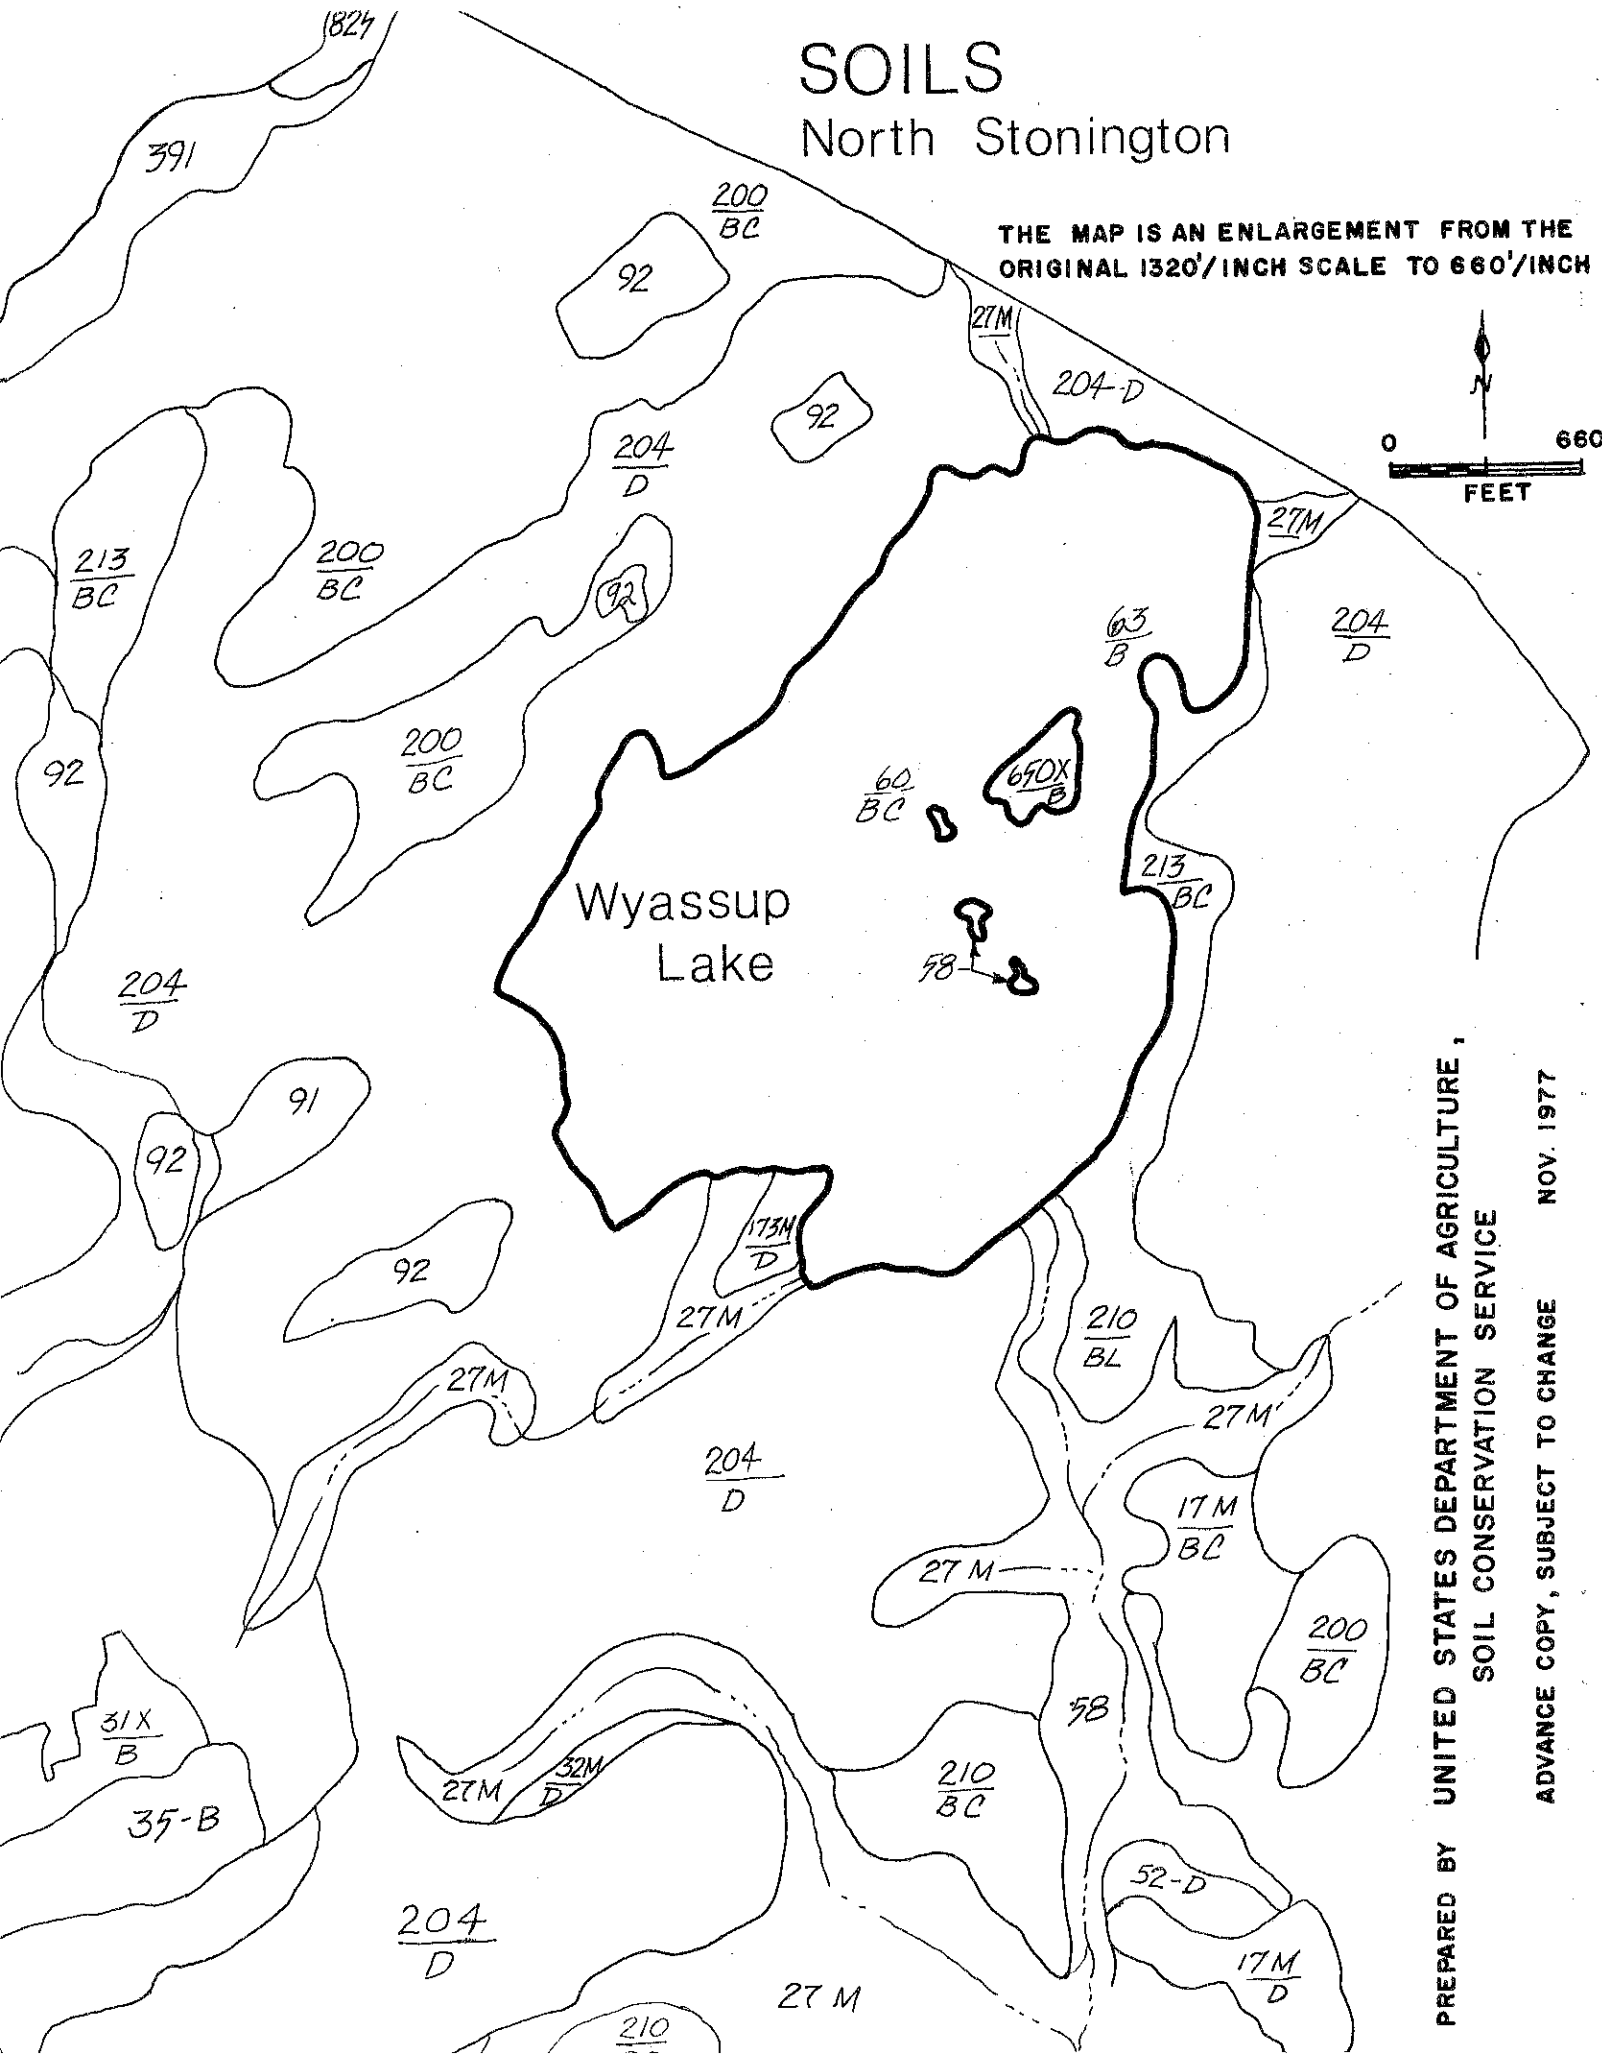 SOILS
North Stonington
THE MAP IS AN ENLARGEMENT FROM THE
ORIGINAL 1320'/INCH SCALE TO 660'/INCH
N
0 660
FEET
1824
391
200
BC
92
27M
204-D
92
204
D
27M
213
BC
200
BC
92
63
B
204
D
92
200
BC
60
BC
650X
B
213
BC
Wyassup
Lake
58
204
D
91
92
173M
D
92
27M
210
BL
27M
27M
204
D
17M
BC
27M
200
BC
58
31X
B
35-B
27M
32M
D
210
BC
52-D
204
D
17M
D
27M
210
PREPARED BY UNITED STATES DEPARTMENT OF AGRICULTURE,
SOIL CONSERVATION SERVICE
ADVANCE COPY, SUBJECT TO CHANGE NOV. 1977